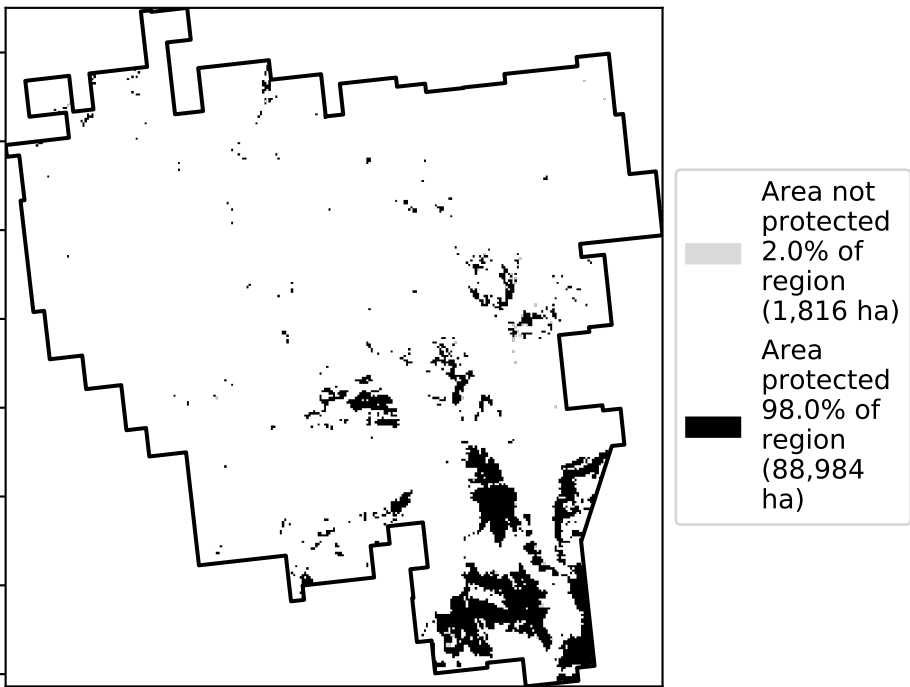 Area not
protected
2.0% of
region
(1,816 ha)
Area
protected
98.0% of
region
(88,984
ha)